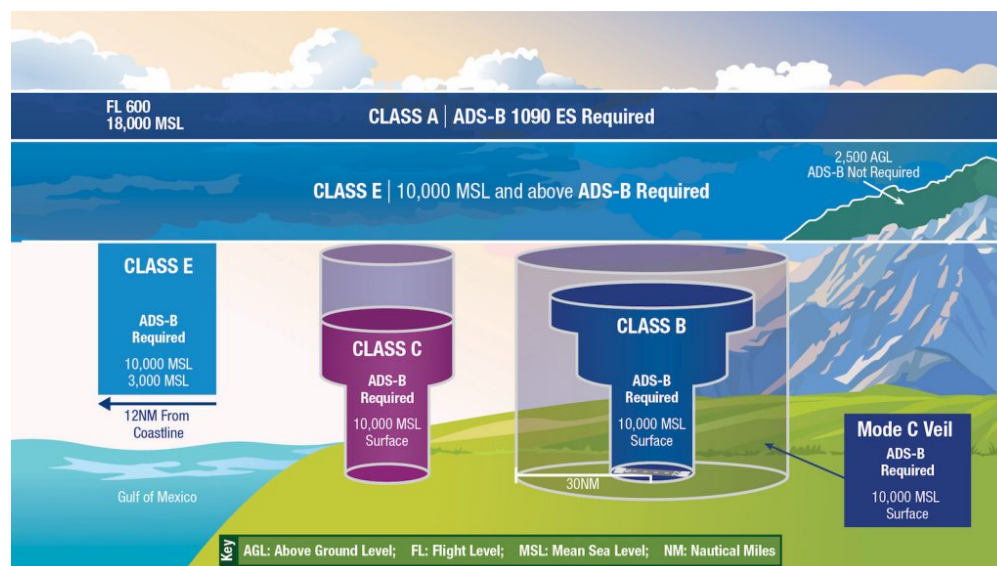 FL 600
18,000 MSL
CLASS A | ADS-B 1090 ES Required
2,500 AGL
ADS-B Not Required
CLASS E | 10,000 MSL and above ADS-B Required
CLASS E
ADS-B
Required
10,000 MSL
3,000 MSL
12NM From
Coastline
Gulf of Mexico
CLASS C
ADS-B
Required
10,000 MSL
Surface
CLASS B
ADS-B
Required
10,000 MSL
Surface
30NM
Mode C Veil
ADS-B
Required
10,000 MSL
Surface
Key
AGL: Above Ground Level; FL: Flight Level; MSL: Mean Sea Level; NM: Nautical Miles